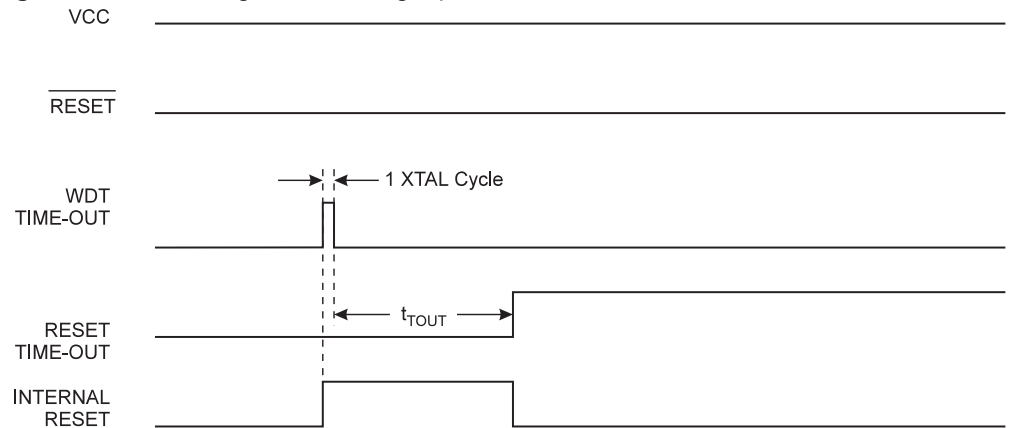 VCC
RESET
WDT
TIME-OUT
1 XTAL Cycle
RESET
TIME-OUT
tTOUT
INTERNAL
RESET